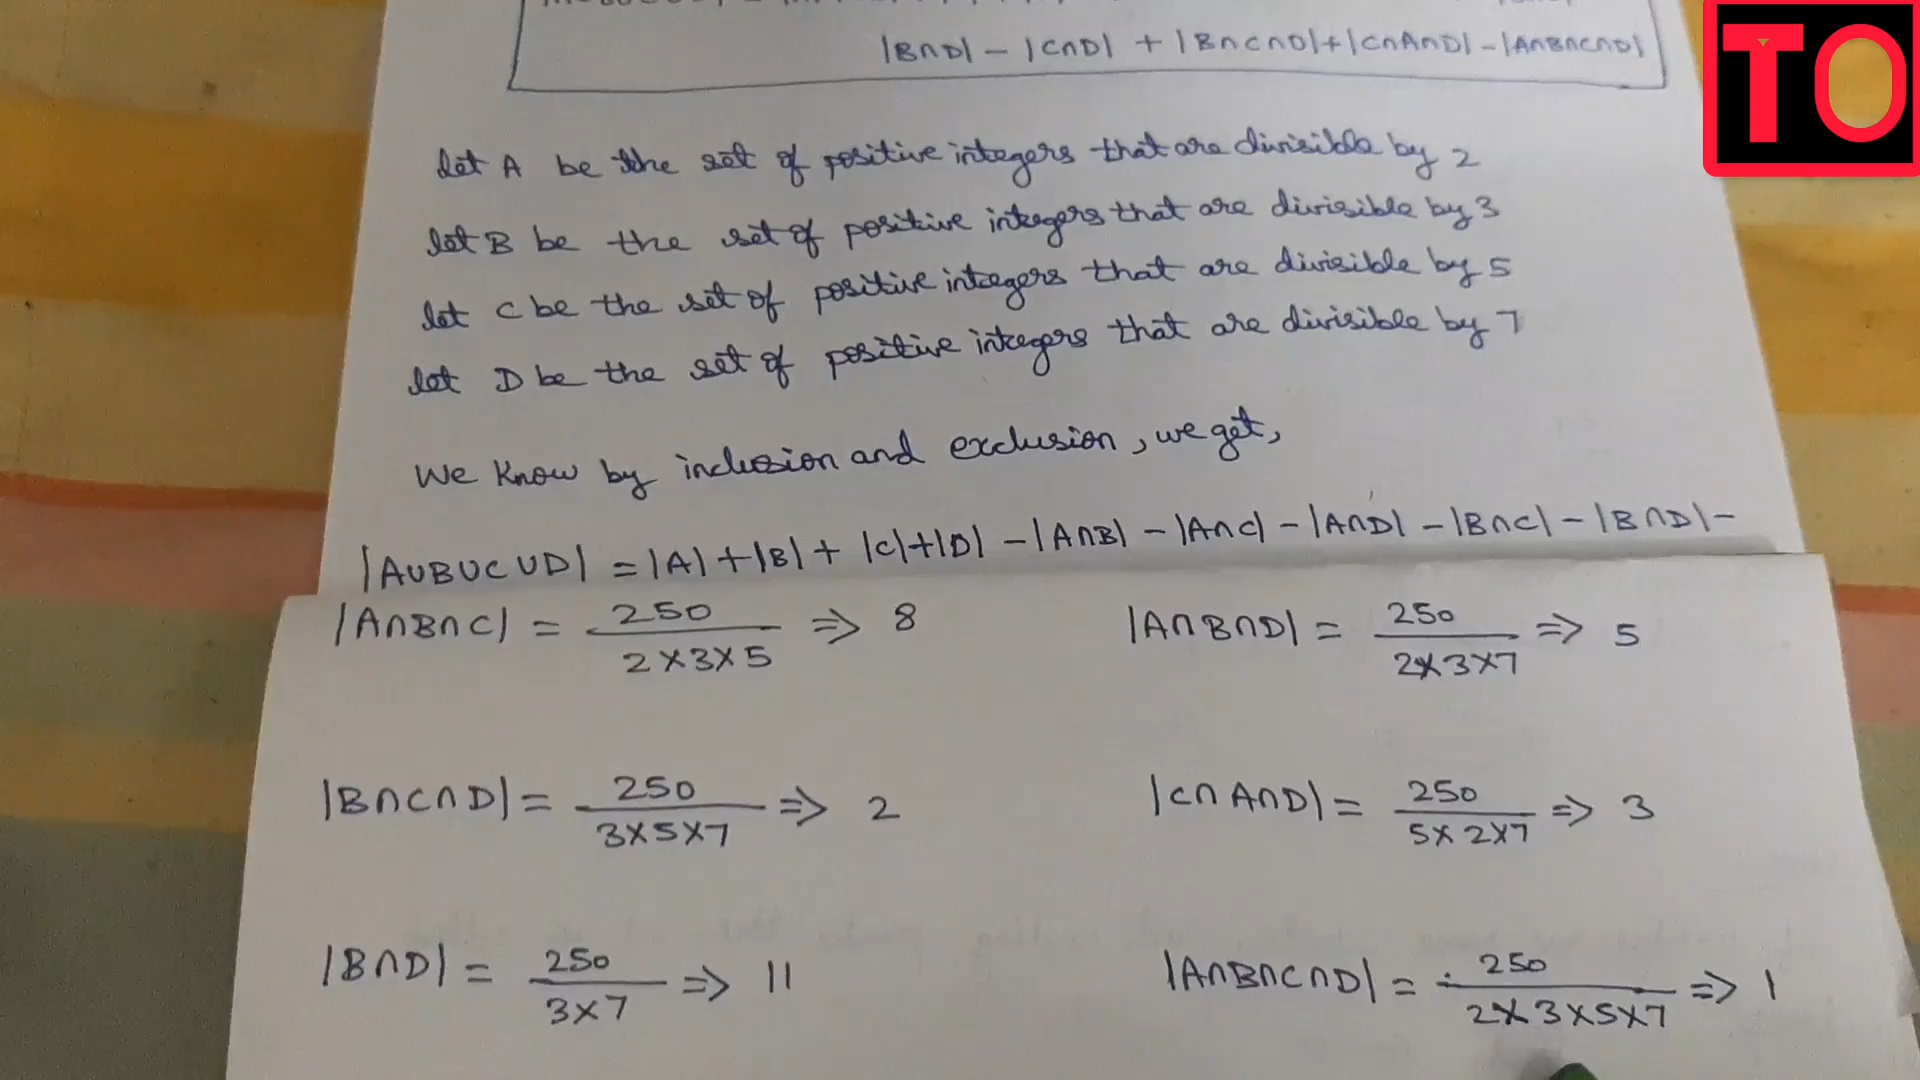 |B∩D| - |C∩D| + |B∩C∩D| + |C∩A∩D| - |A∩B∩C∩D|
TO
Let A be the set of positive integers that are divisible by 2
let B be the set of positive integers that are divisible by 3
let C be the set of positive integers that are divisible by 5
let D be the set of positive integers that are divisible by 7
We know by inclusion and exclusion, we get,
|A∪B∪C∪D| = |A| + |B| + |C| + |D| - |A∩B| - |A∩C| - |A∩D| - |B∩C| - |B∩D| -
|A∩B∩C| = 250 / 2×3×5 ⇒ 8
|A∩B∩D| = 250 / 2×3×7 ⇒ 5
|B∩C∩D| = 250 / 3×5×7 ⇒ 2
|C∩A∩D| = 250 / 5×2×7 ⇒ 3
|B∩D| = 250 / 3×7 ⇒ 11
|A∩B∩C∩D| = 250 / 2×3×5×7 ⇒ 1